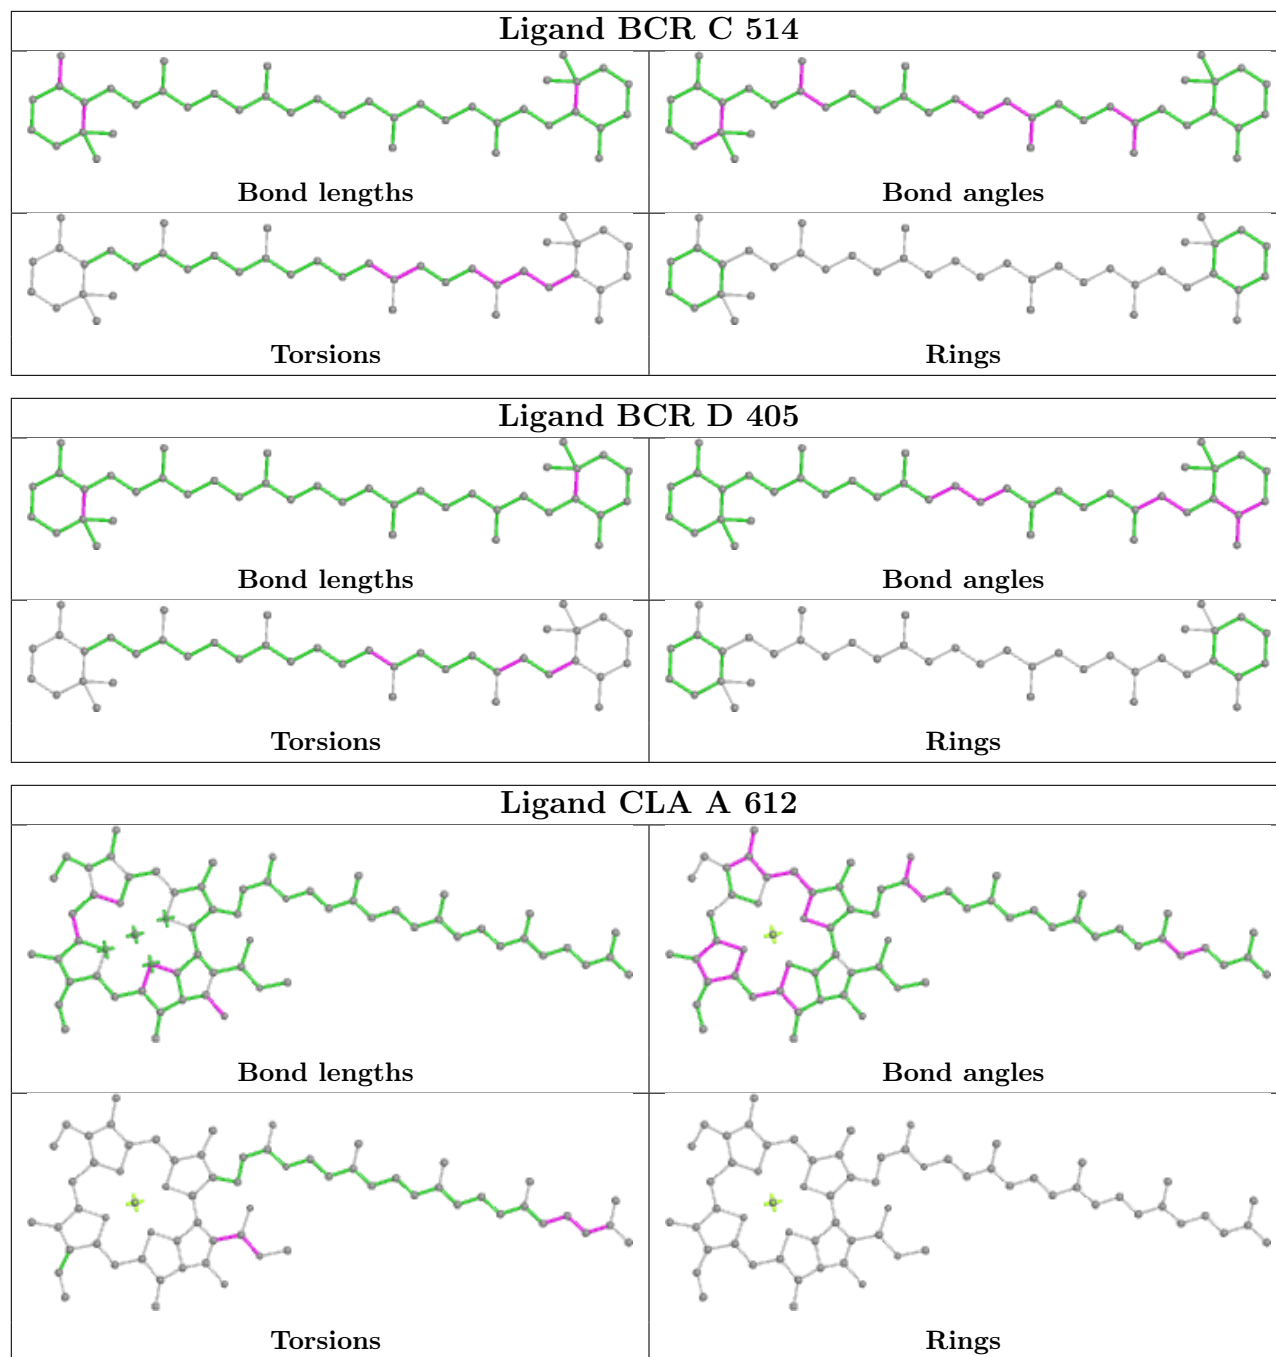 Ligand BCR C 514
Bond lengths
Bond angles
Torsions
Rings
Ligand BCR D 405
Bond lengths
Bond angles
Torsions
Rings
Ligand CLA A 612
Bond lengths
Bond angles
Torsions
Rings